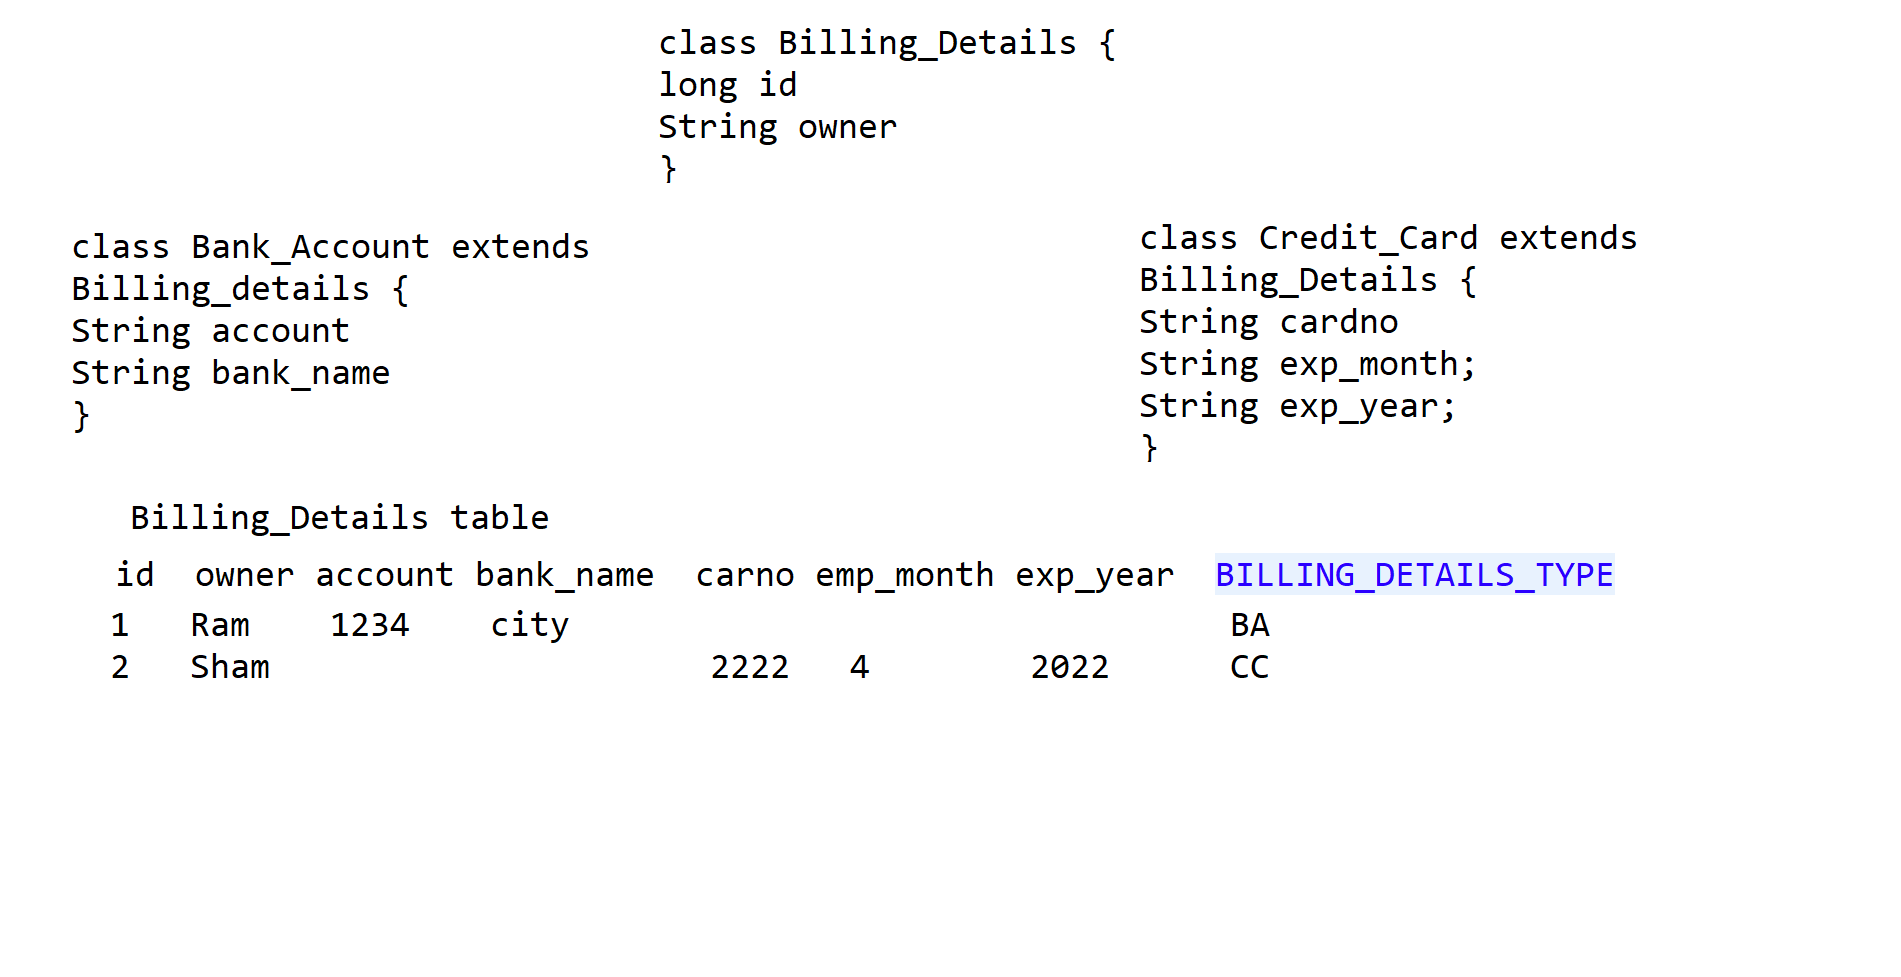 class Billing_Details {
long id
String owner
}
class Bank_Account extends
Billing_details {
String account
String bank_name
}
class Credit_Card extends
Billing_Details {
String cardno
String exp_month;
String exp_year;
}
Billing_Details table
id owner account bank_name carno emp_month exp_year BILLING_DETAILS_TYPE
1 Ram 1234 city BA
2 Sham 2222 4 2022 CC